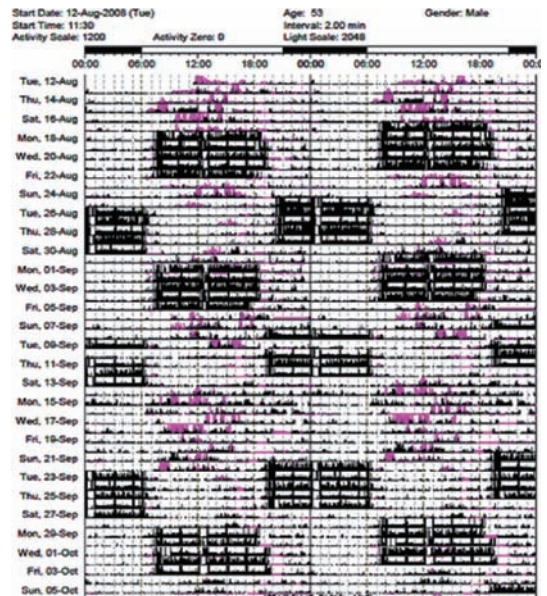 Start Date: 12-Aug-2008 (Tue) Age: 53 Gender: Male
Start Time: 11:30 Interval: 2.00 min
Activity Scale: 1200 Activity Zero: 0 Light Scale: 2048
00:00 06:00 12:00 18:00 00:00 06:00 12:00 18:00 00:0
Tue, 12-Aug
Thu, 14-Aug
Sat, 16-Aug
Mon, 18-Aug
Wed, 20-Aug
Fri, 22-Aug
Sun, 24-Aug
Tue, 26-Aug
Thu, 28-Aug
Sat, 30-Aug
Mon, 01-Sep
Wed, 03-Sep
Fri, 05-Sep
Sun, 07-Sep
Tue, 09-Sep
Thu, 11-Sep
Sat, 13-Sep
Mon, 15-Sep
Wed, 17-Sep
Fri, 19-Sep
Sun, 21-Sep
Tue, 23-Sep
Thu, 25-Sep
Sat, 27-Sep
Mon, 29-Sep
Wed, 01-Oct
Fri, 03-Oct
Sun, 05-Oct